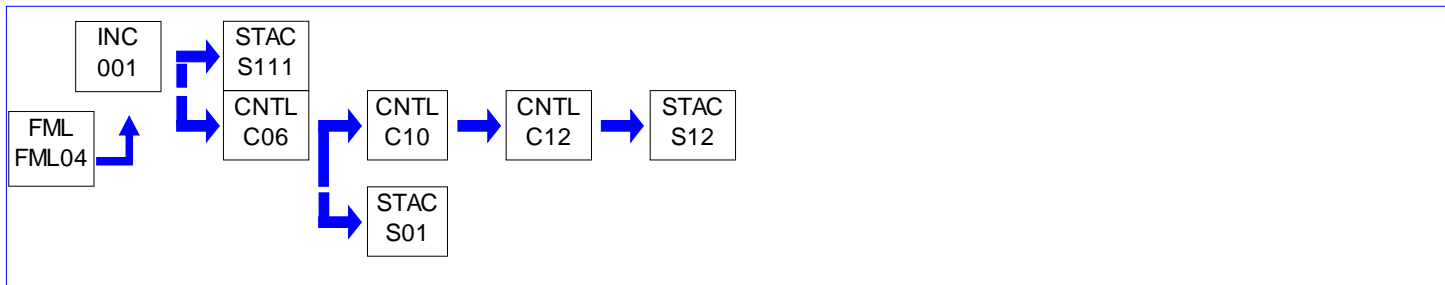 INC
001
STAC
S111
FML
FML04
CNTL
C06
CNTL
C10
CNTL
C12
STAC
S12
STAC
S01